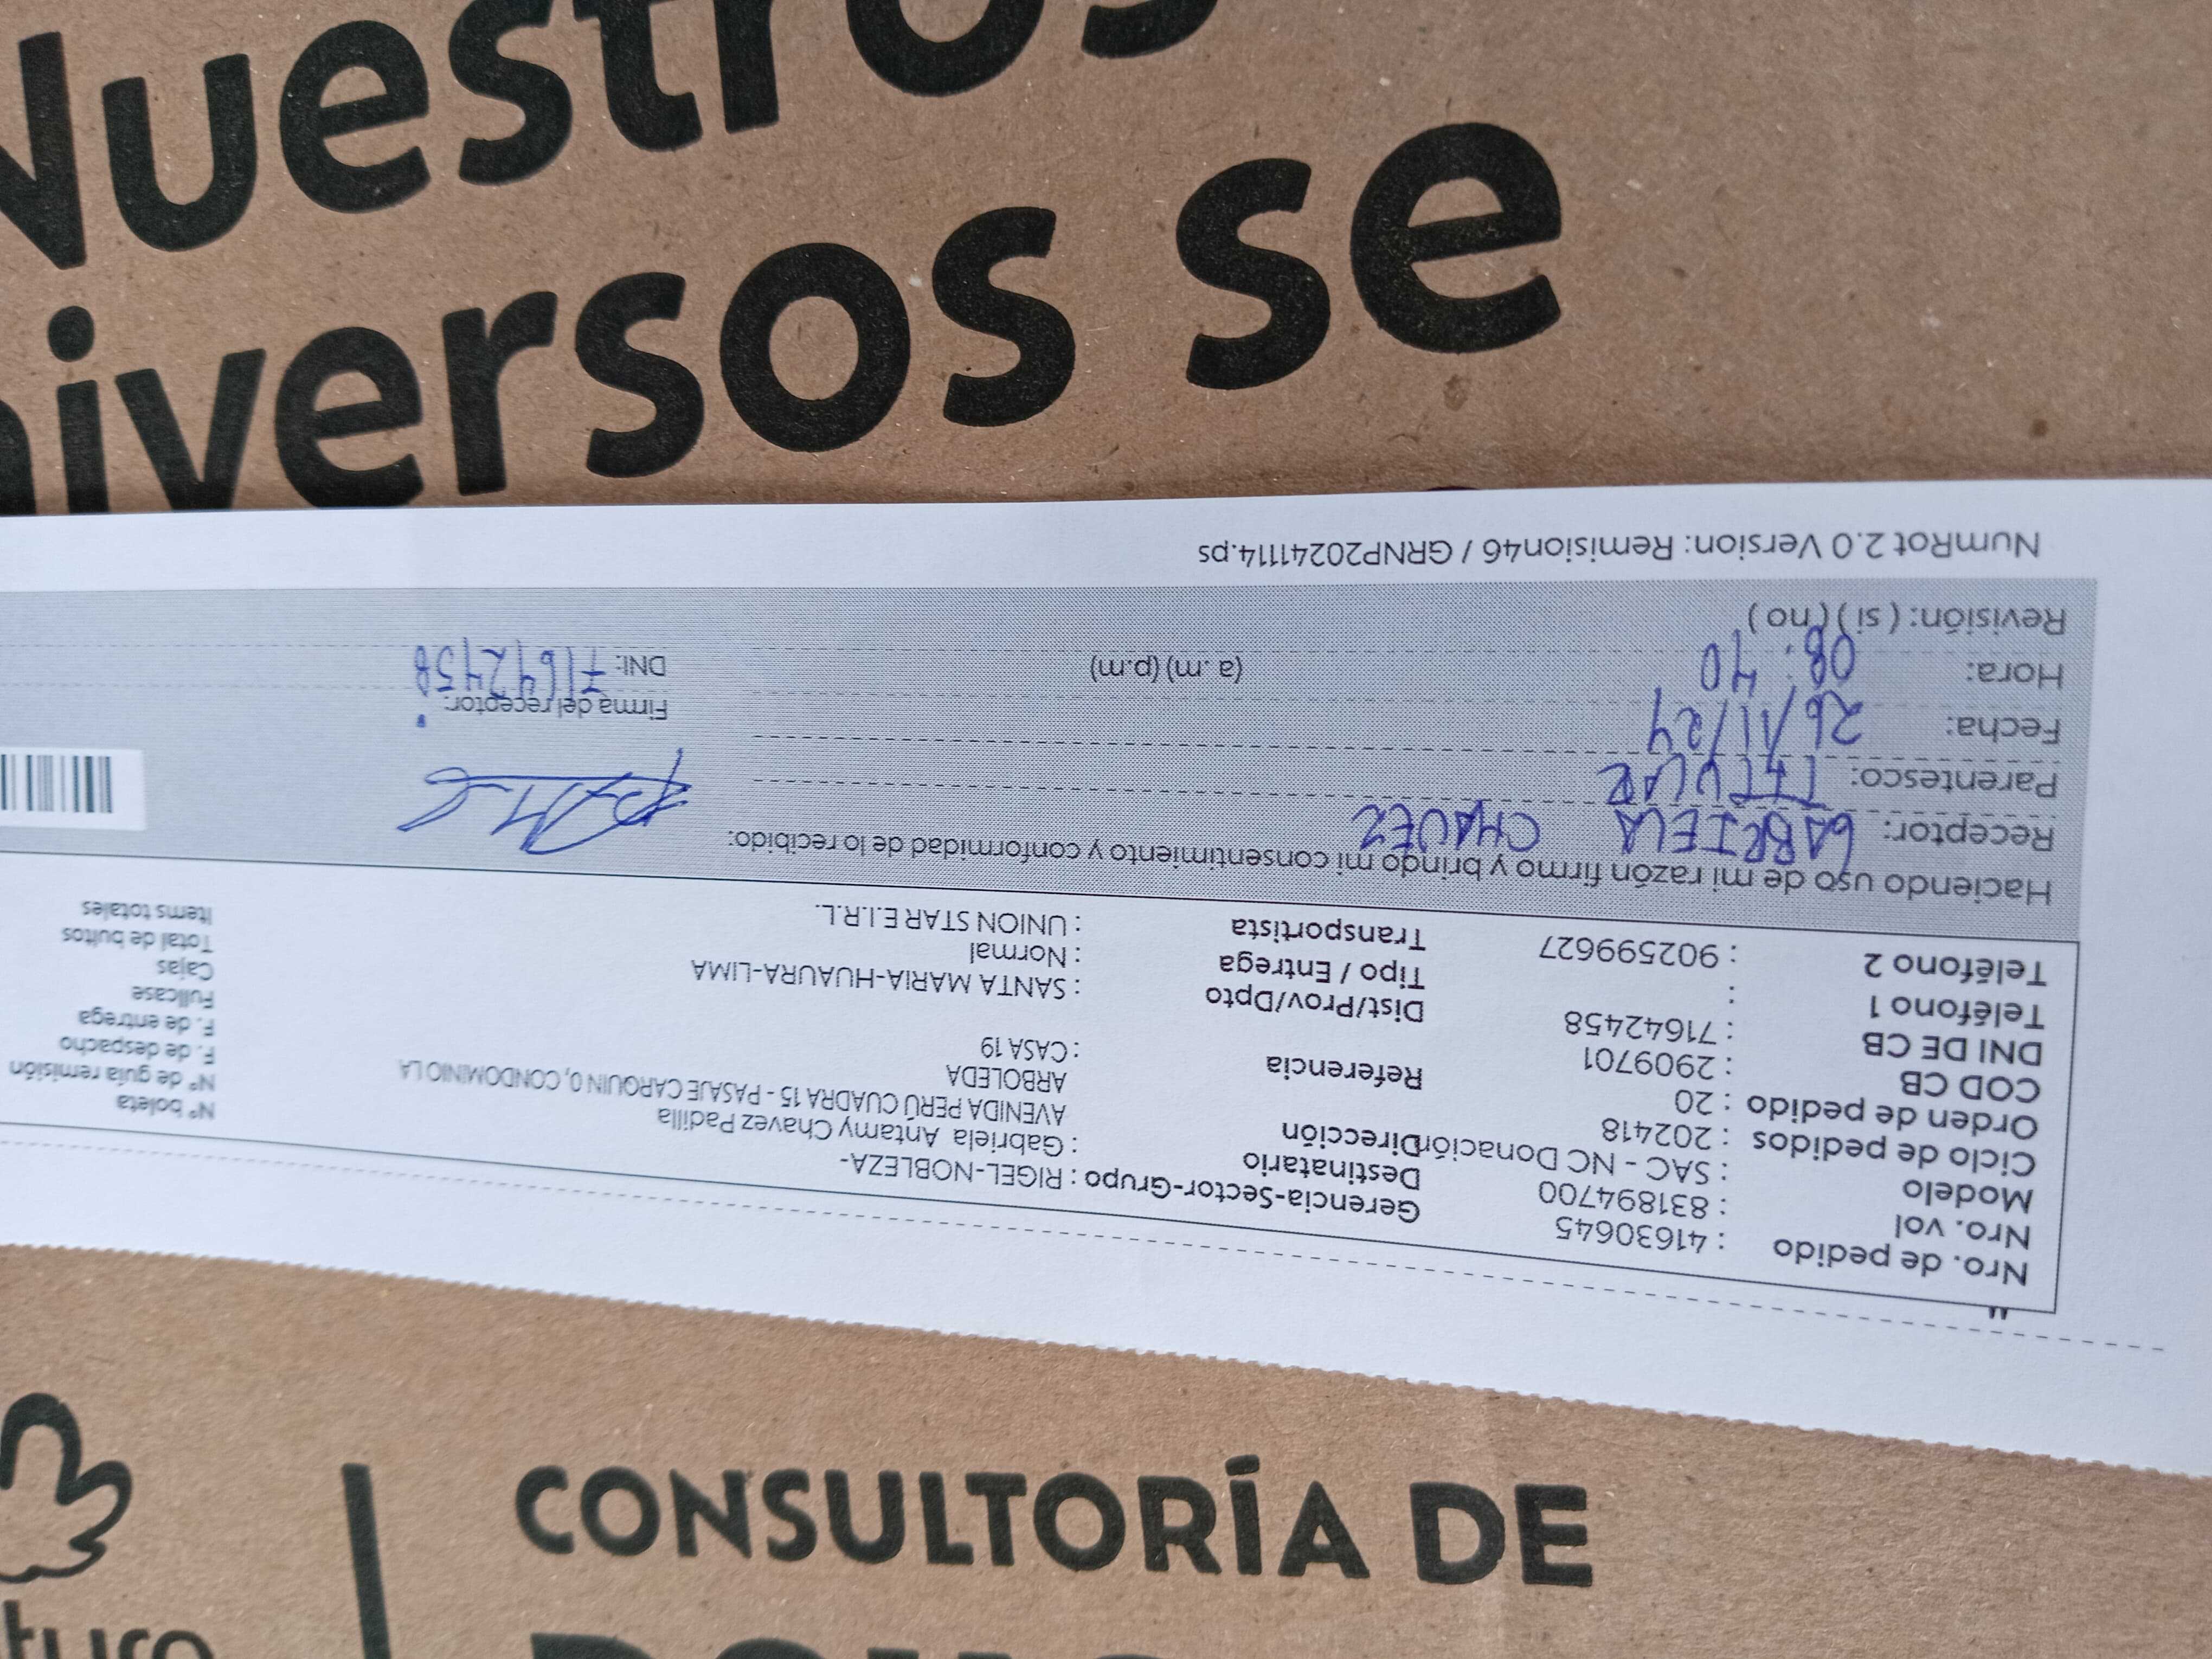 Nuestros
niversos se
"
Nro. de pedido : 41630645
Nro. vol : 831894700
Modelo : SAC - NC Donación
Ciclo de pedidos : 202418
Orden de pedido : 20
COD CB : 2909701
DNI DE CB : 71642458
Teléfono 1 :
Teléfono 2 : 902599627
Gerencia-Sector-Grupo : RIGEL-NOBLEZA-
Destinatario : Gabriela Antamy Chavez Padilla
Dirección AVENIDA PERÚ CUADRA 15 - PASAJE CARQUIN 0, CONDOMINIO LA
ARBOLEDA
Referencia : CASA 19
Dist/Prov/Dpto : SANTA MARIA-HUAURA-LIMA
Tipo / Entrega : Normal
Transportista : UNION STAR E.I.R.L.
N° boleta
N° de guía remisión
F. de despacho
F. de entrega
Fullcase
Cajas
Total de bultos
Items totales
Haciendo uso de mi razón firmo y brindo mi consentimiento y conformidad de lo recibido:
Receptor: GABRIELA CHAVEZ
Parentesco: TITULAR
Fecha: 26/11/24
Hora: 08:40 (a.m) (p.m)
Revisión: ( si ) ( no )
Firma del receptor:
DNI: 71642458
NumRot 2.0 Version: Remision46 / GRNP20241114.ps
CONSULTORÍA DE